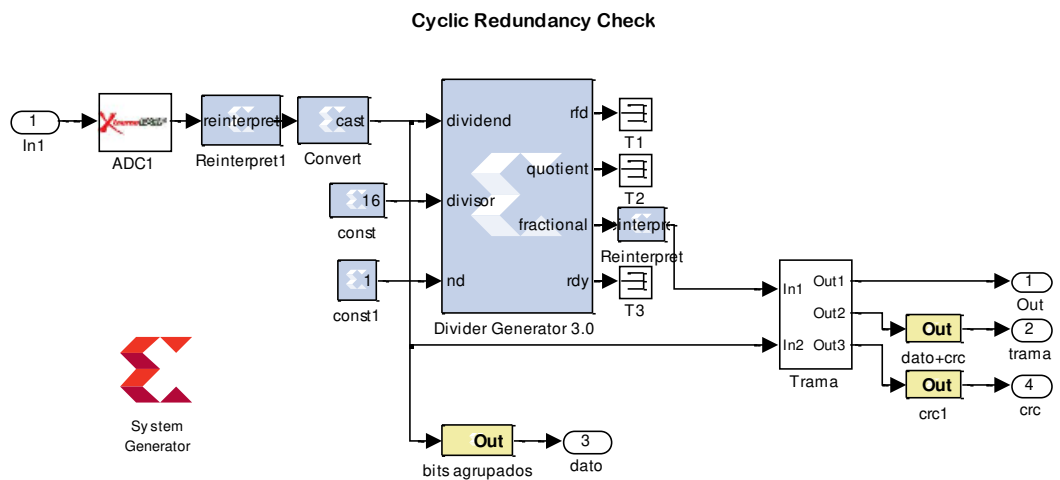 Cyclic Redundancy Check
1
In1
ADC1
reinterpret
Reinterpret1
cast
Convert
16
const
1
const1
dividend
divisor
nd
rfd
quotient
fractional
rdy
Divider Generator 3.0
T1
T2
einterpre
Reinterpret
T3
In1
In2
Out1
Out2
Out3
Trama
1
Out
Out
dato+crc
2
trama
Out
crc1
4
crc
System
Generator
Out
bits agrupados
3
dato